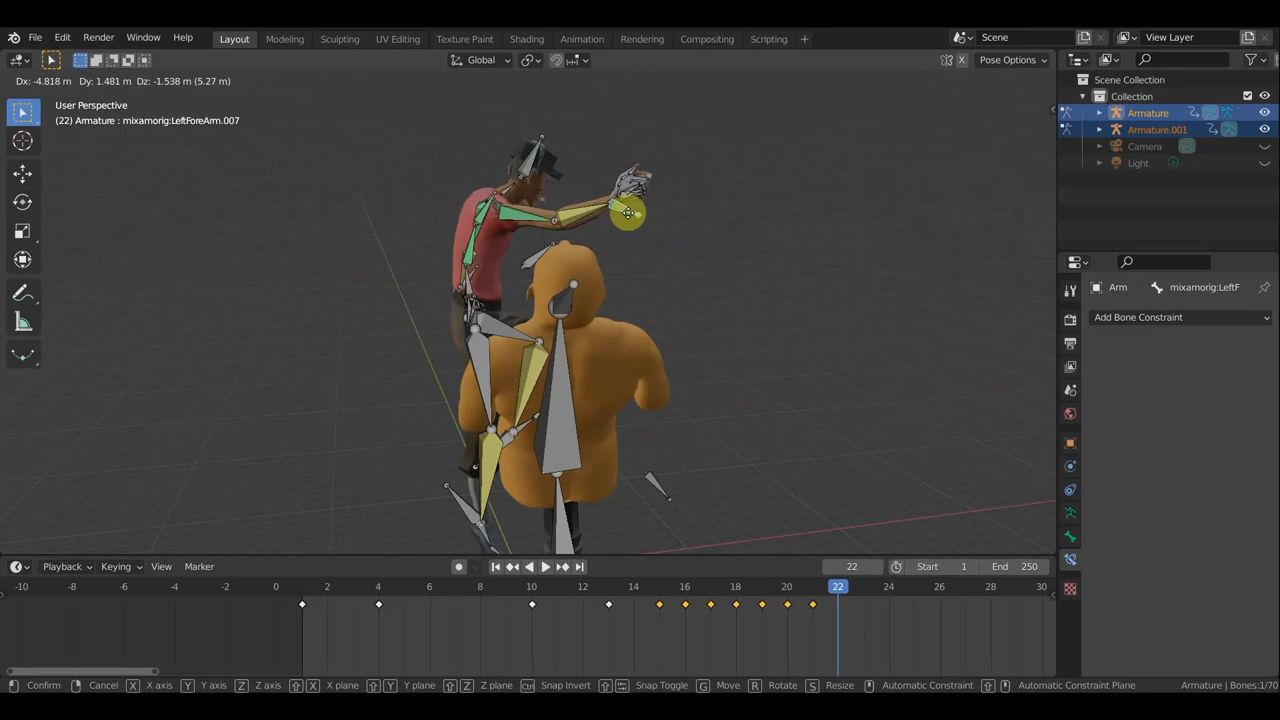 File Edit Render Window Help Layout Modeling Sculpting UV Editing Texture Paint Shading Animation Rendering Compositing Scripting + Scene View Layer
Global X Pose Options
Dx: -4.818 m Dy: 1.481 m Dz: -1.538 m (5.27 m)
User Perspective
(22) Armature : mixamorig:LeftForeArm.007
Scene Collection
Collection
Armature
Armature.001
Camera
Light
Arm mixamorig:LeftF
Add Bone Constraint
Playback Keying View Marker 22 Start 1 End 250
-10 -8 -6 -4 -2 0 2 4 6 8 10 12 14 16 18 20 22 24 26 28 30
Confirm Cancel X X axis Y Y axis Z Z axis X X plane Y Y plane Z Z plane Ctrl Snap Invert Snap Toggle G Move R Rotate S Resize Automatic Constraint Automatic Constraint Plane Armature | Bones:1/70